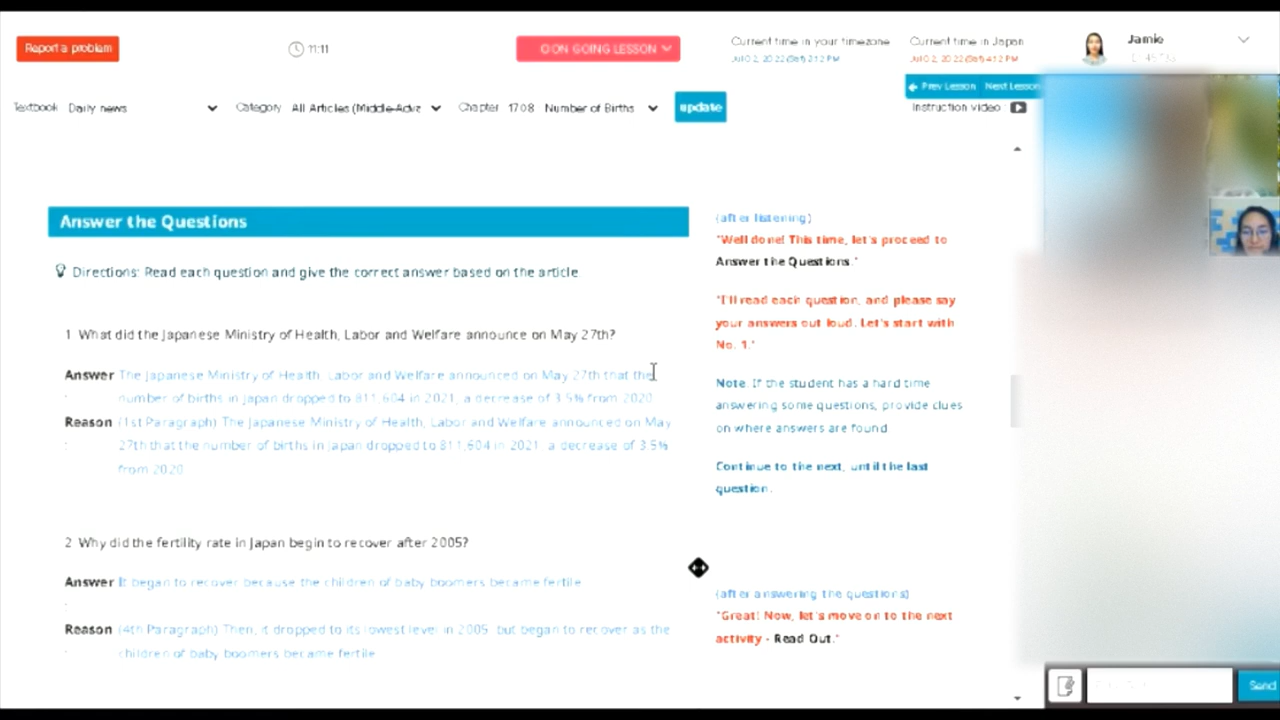 Report a problem
11:11
ON GOING LESSON
Current time in your timezone
Current time in Japan
Jamie
Prev Lesson Next Lesson
Textbook Daily news Category All Articles (Middle-Adva Chapter 1708 Number of Births update Instruction video
Answer the Questions
Directions: Read each question and give the correct answer based on the article
1 What did the Japanese Ministry of Health, Labor and Welfare announce on May 27th?
Answer The Japanese Ministry of Health, Labor and Welfare announced on May 27th that the
: number of births in Japan dropped to 811,604 in 2021, a decrease of 3.5% from 2020.
Reason (1st Paragraph) The Japanese Ministry of Health, Labor and Welfare announced on May
: 27th that the number of births in Japan dropped to 811,604 in 2021, a decrease of 3.5%
from 2020.
2 Why did the fertility rate in Japan begin to recover after 2005?
Answer It began to recover because the children of baby boomers became fertile.
:
Reason (4th Paragraph) Then, it dropped to its lowest level in 2005, but began to recover as the
: children of baby boomers became fertile.
(after listening)
"Well done! This time, let's proceed to
Answer the Questions."
"I'll read each question, and please say
your answers out loud. Let's start with
No. 1."
Note: If the student has a hard time
answering some questions, provide clues
on where answers are found
Continue to the next, until the last
question.
(after answering the questions)
"Great! Now, let's move on to the next
activity - Read Out."
Send